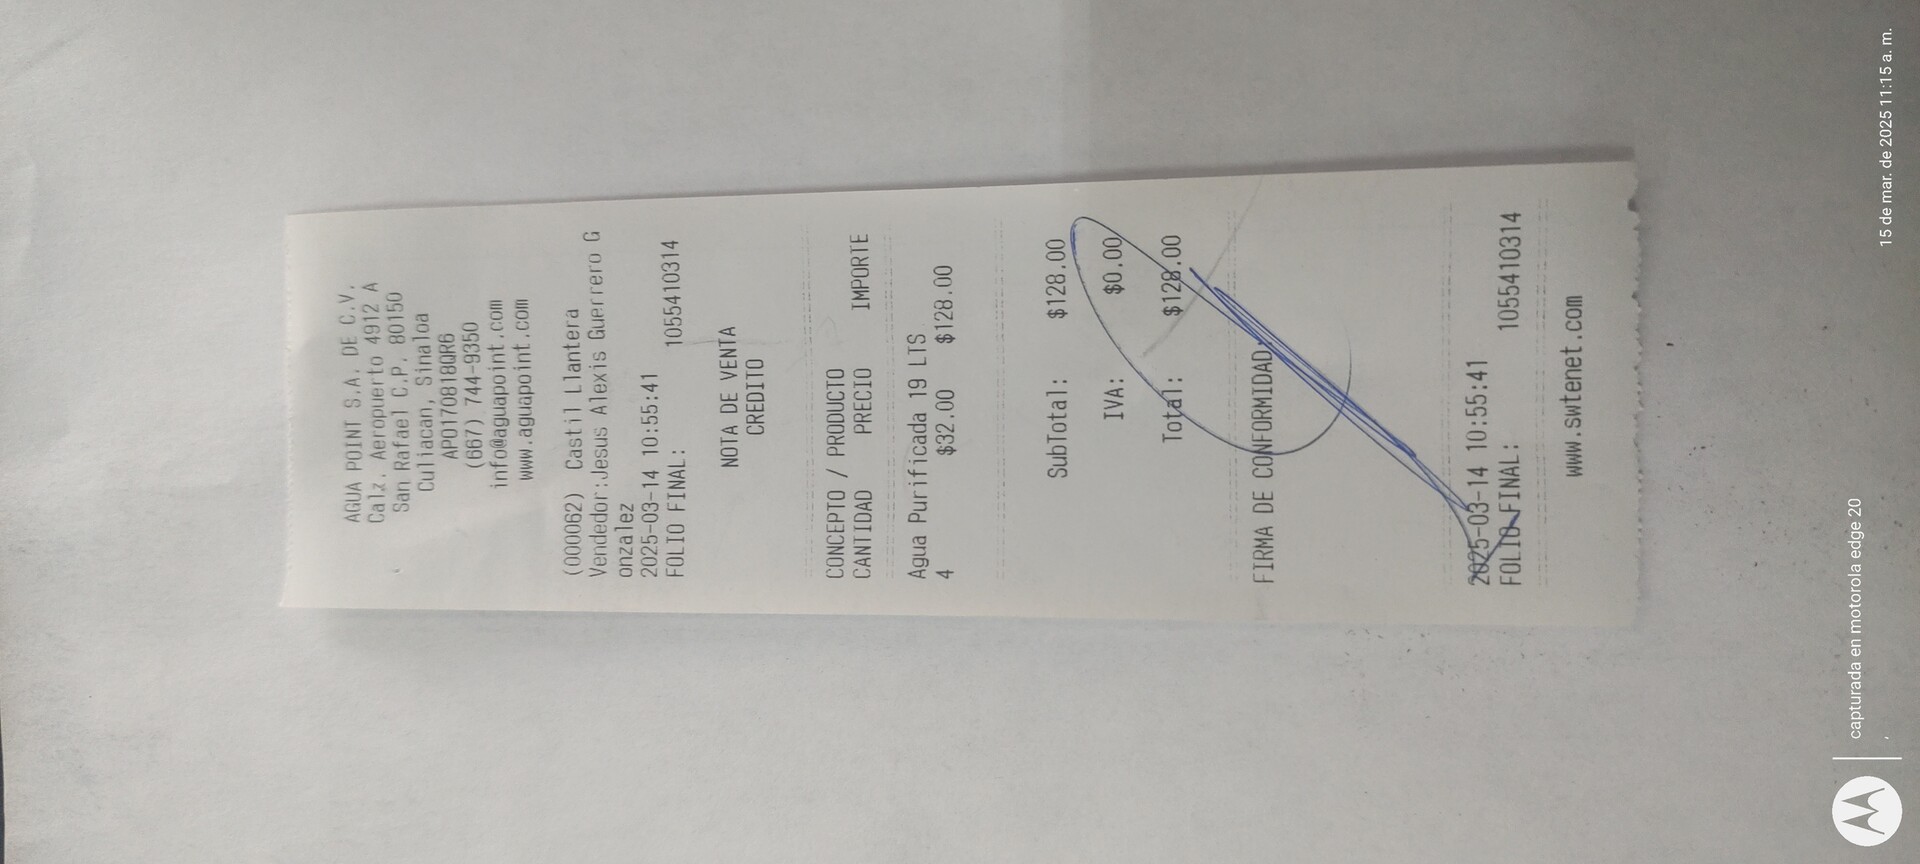 AGUA POINT S.A. DE C.V.
Calz. Aeropuerto 4912 A
San Rafael C.P. 80150
Culiacan, Sinaloa
APO170818QR6
(667) 744-9350
info@aguapoint.com
www.aguapoint.com
(000062) Castil Llantera
Vendedor:Jesus Alexis Guerrero G
onzalez
2025-03-14 10:55:41
FOLIO FINAL: 1055410314
NOTA DE VENTA
CREDITO
CONCEPTO / PRODUCTO
CANTIDAD PRECIO IMPORTE
Agua Purificada 19 LTS
4 $32.00 $128.00
SubTotal: $128.00
IVA: $0.00
Total: $128.00
FIRMA DE CONFORMIDAD.
2025-03-14 10:55:41
FOLIO FINAL: 1055410314
www.swtenet.com
capturada en motorola edge 20
15 de mar. de 2025 11:15 a. m.